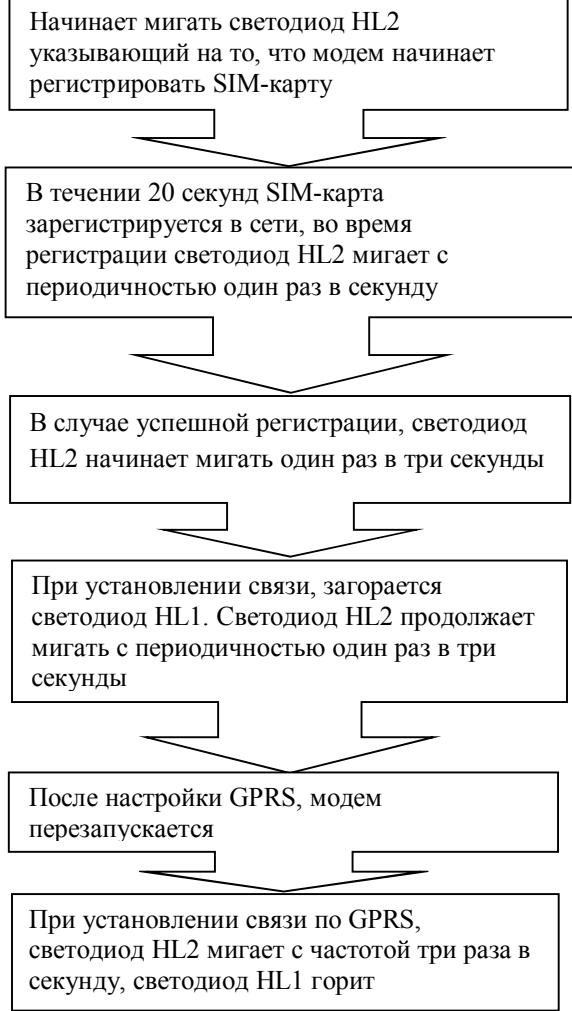 Начинает мигать светодиод HL2
указывающий на то, что модем начинает
регистрировать SIM-карту
В течении 20 секунд SIM-карта
зарегистрируется в сети, во время
регистрации светодиод HL2 мигает с
периодичностью один раз в секунду
В случае успешной регистрации, светодиод
HL2 начинает мигать один раз в три секунды
При установлении связи, загорается
светодиод HL1. Светодиод HL2 продолжает
мигать с периодичностью один раз в три
секунды
После настройки GPRS, модем
перезапускается
При установлении связи по GPRS,
светодиод HL2 мигает с частотой три раза в
секунду, светодиод HL1 горит